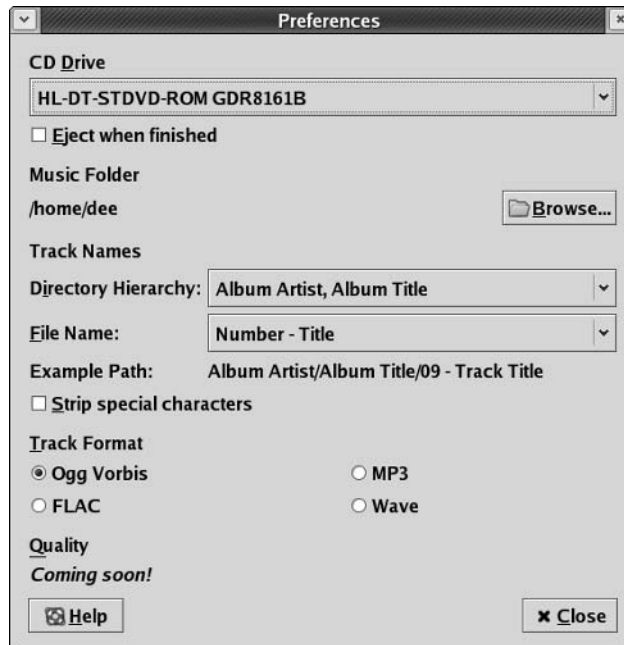 Preferences
CD Drive
HL-DT-STDVD-ROM GDR8161B
Eject when finished
Music Folder
/home/dee
Browse...
Track Names
Directory Hierarchy: Album Artist, Album Title
File Name: Number - Title
Example Path: Album Artist/Album Title/09 - Track Title
Strip special characters
Track Format
Ogg Vorbis MP3
FLAC Wave
Quality
Coming soon!
Help Close